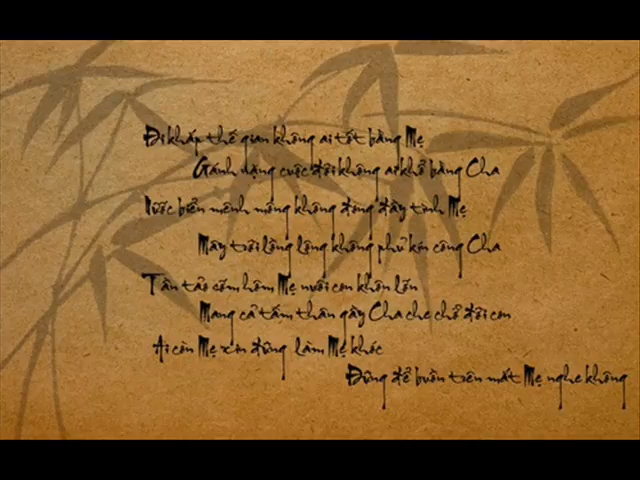 Đi khắp thế gian không ai tốt bằng Mẹ
Gánh nặng cuộc đời không ai khổ bằng Cha
Nước biển mênh mông không đong đầy tình Mẹ
Mây trời lồng lộng không phủ kín công Cha
Tần tảo sớm hôm Mẹ nuôi con khôn lớn
Mang cả tấm thân gầy Cha che chở đời con
Ai còn Mẹ xin đừng làm Mẹ khóc
Đừng để buồn trên mắt Mẹ nghe không